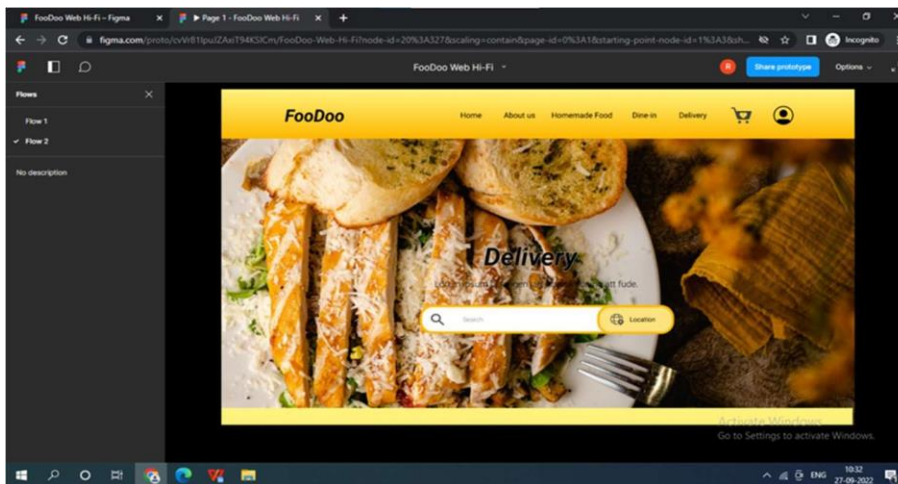 FooDoo Web Hi-Fi – Figma
Page 1 - FooDoo Web Hi-Fi
Incognito
FooDoo Web Hi-Fi
R
Share prototype
Options
Flows
Flow 1
Flow 2
No description
FooDoo
Home About us Homemade Food Dine-in Delivery
Delivery
fude.
Search
Location
Activate Windows
Go to Settings to activate Windows.
ENG
10:32
27-09-2022